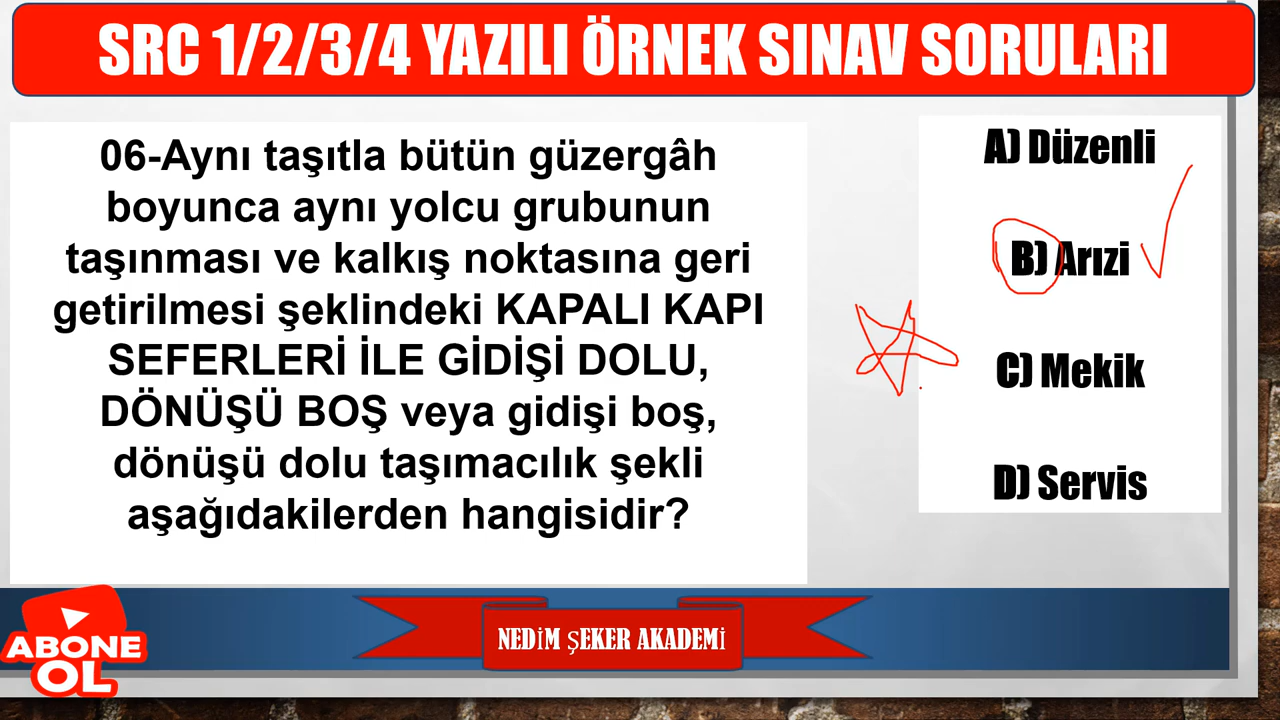 SRC 1/2/3/4 YAZILI ÖRNEK SINAV SORULARI
06-Aynı taşıtla bütün güzergâh
boyunca aynı yolcu grubunun
taşınması ve kalkış noktasına geri
getirilmesi şeklindeki KAPALI KAPI
SEFERLERİ İLE GİDİŞİ DOLU,
DÖNÜŞÜ BOŞ veya gidişi boş,
dönüşü dolu taşımacılık şekli
aşağıdakilerden hangisidir?
A) Düzenli
B) Arızi
C) Mekik
D) Servis
NEDİM ŞEKER AKADEMİ
ABONE
OL